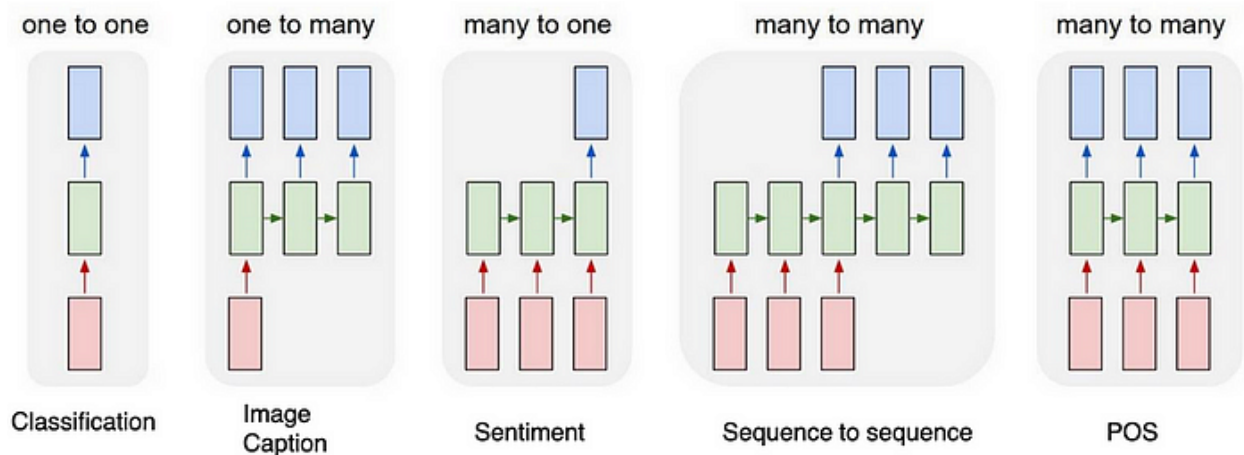 one to one
one to many
many to one
many to many
many to many
Classification
Image
Caption
Sentiment
Sequence to sequence
POS